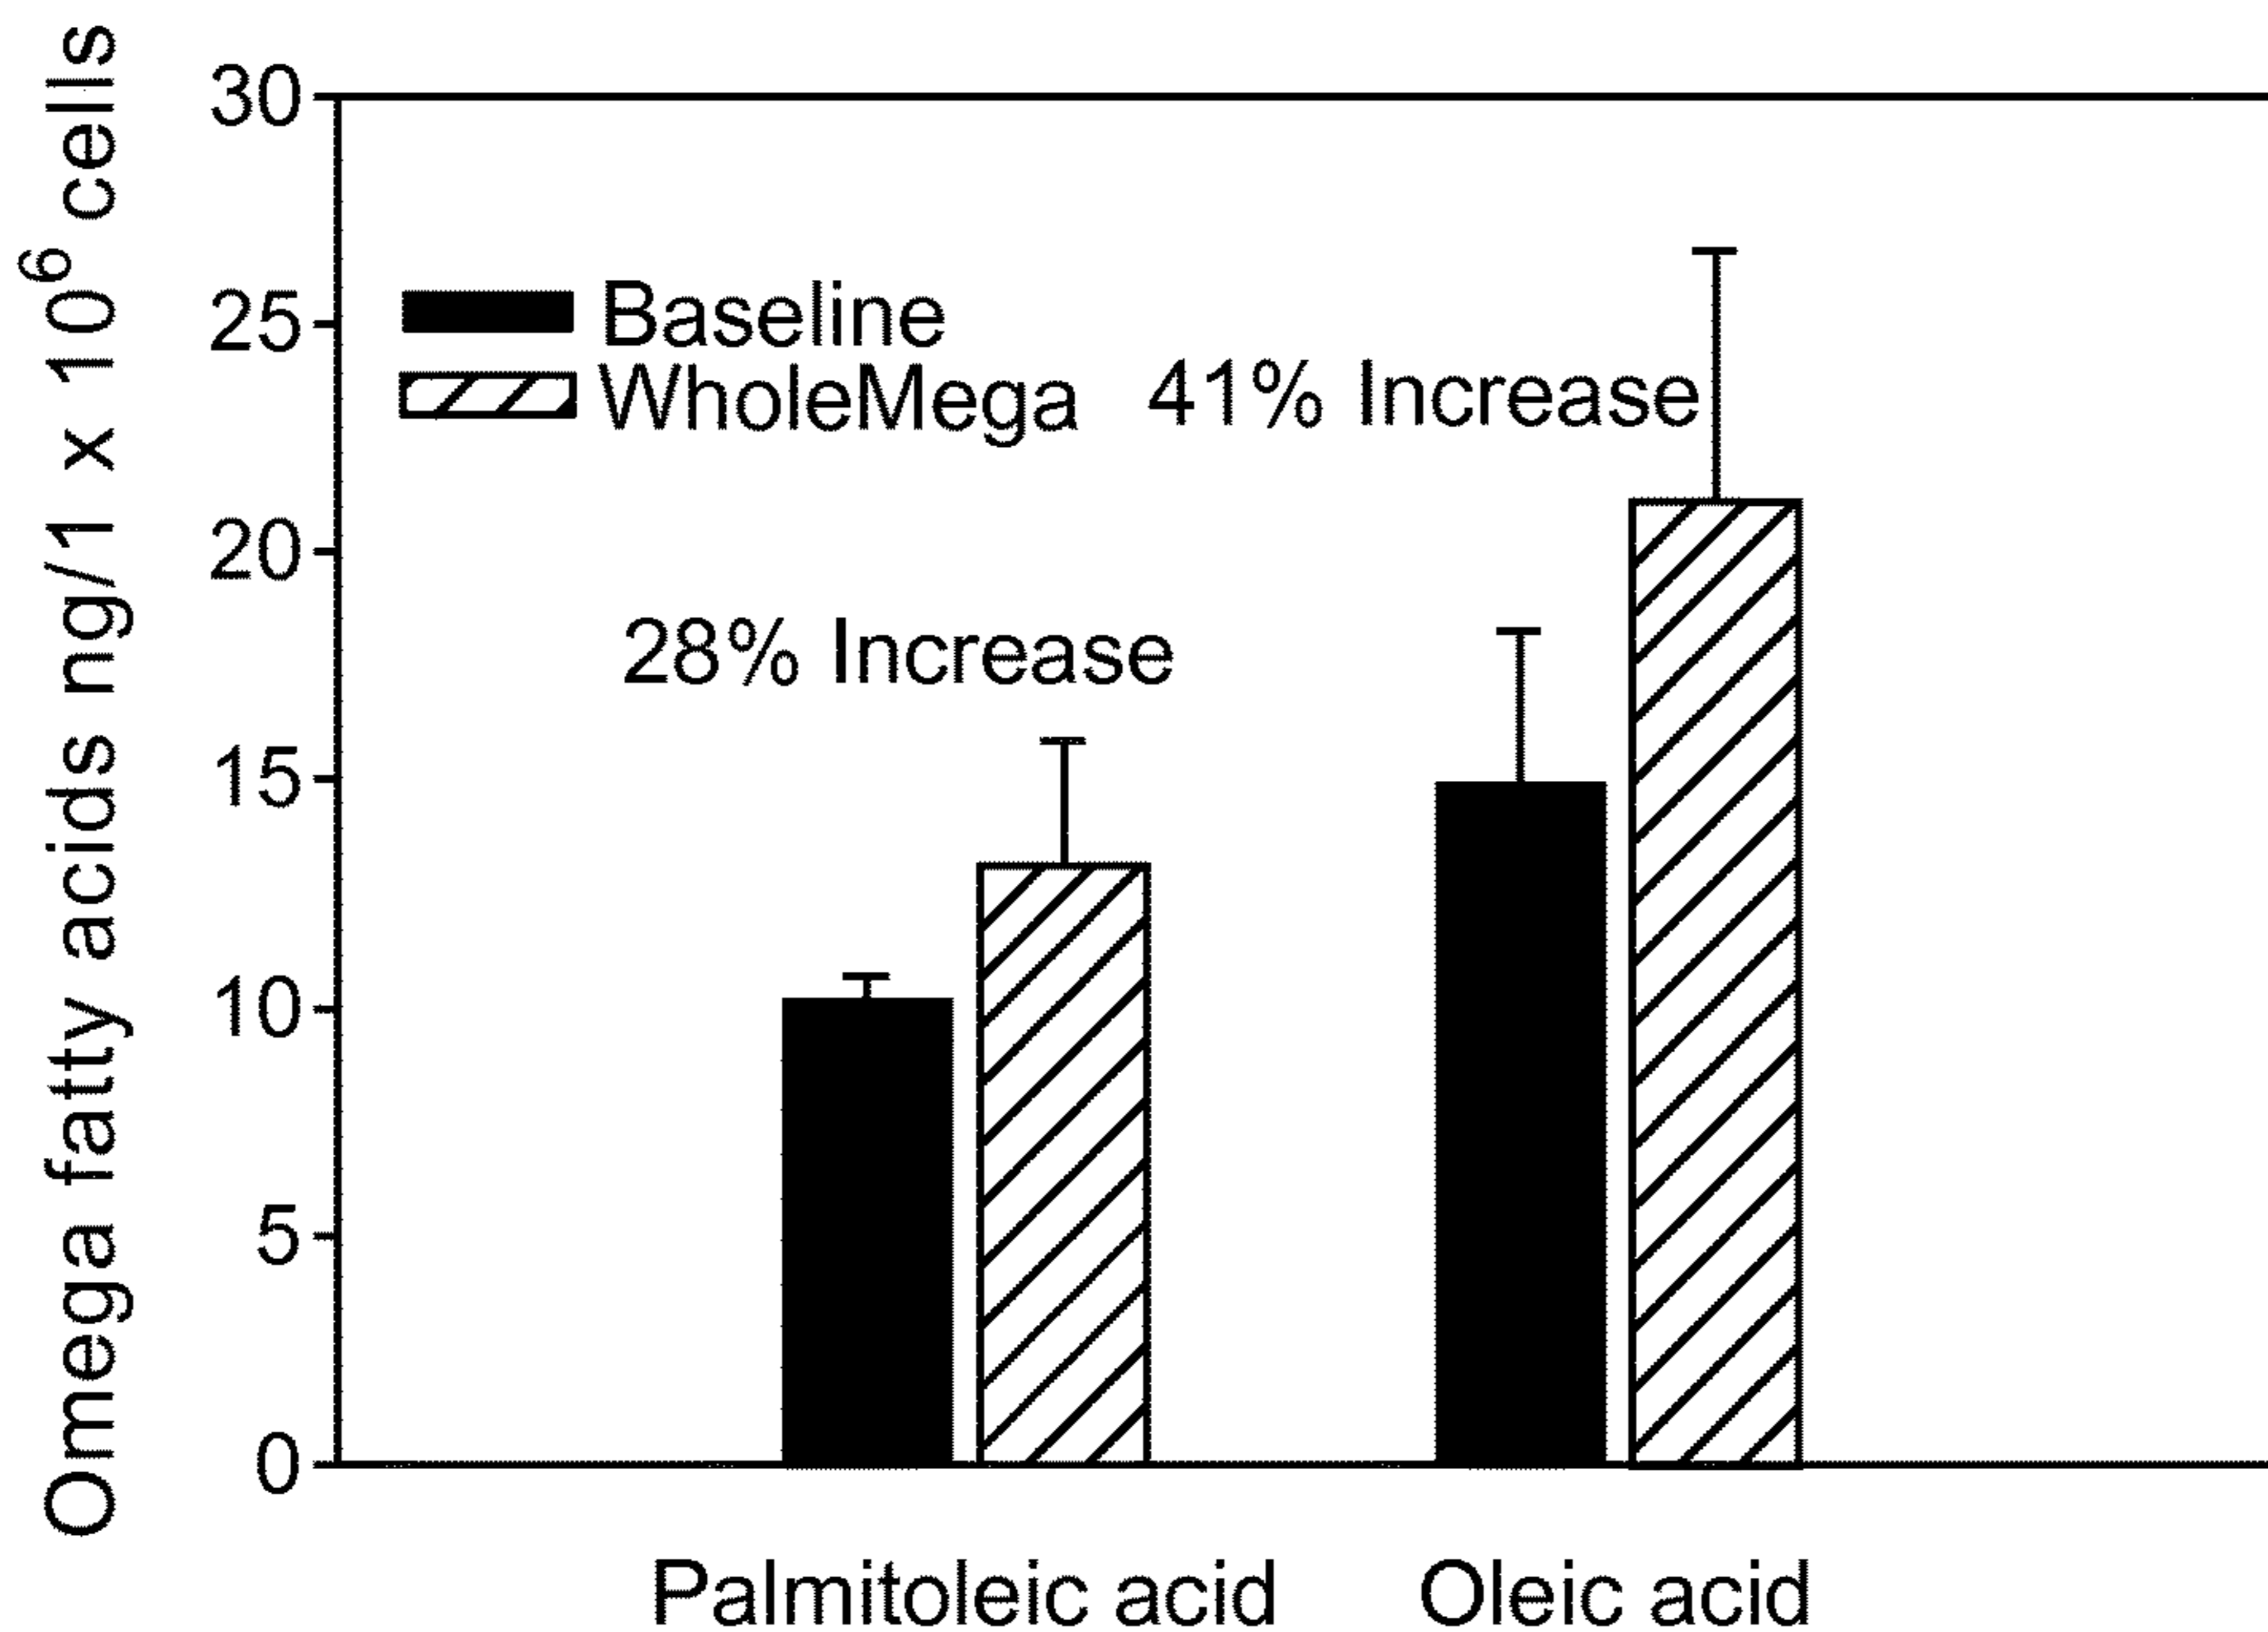 Omega fatty acids ng/1 x 10⁶ cells
30
25
20
15
10
5
0
Baseline
WholeMega
41% Increase
28% Increase
Palmitoleic acid
Oleic acid